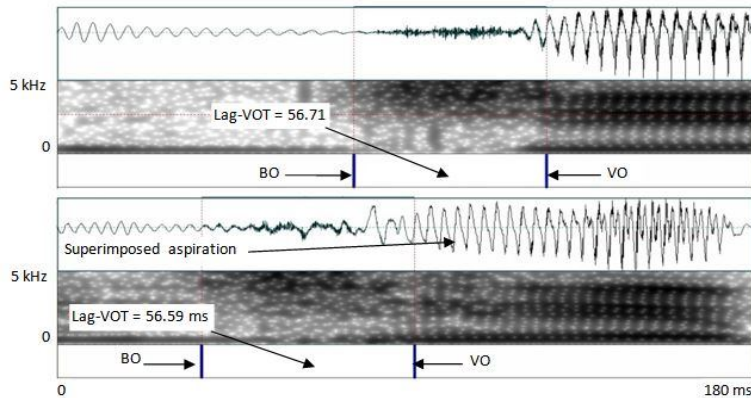 5 kHz
Lag-VOT = 56.71
0
BO
VO
Superimposed aspiration
5 kHz
Lag-VOT = 56.59 ms
0
BO
VO
0
180 ms